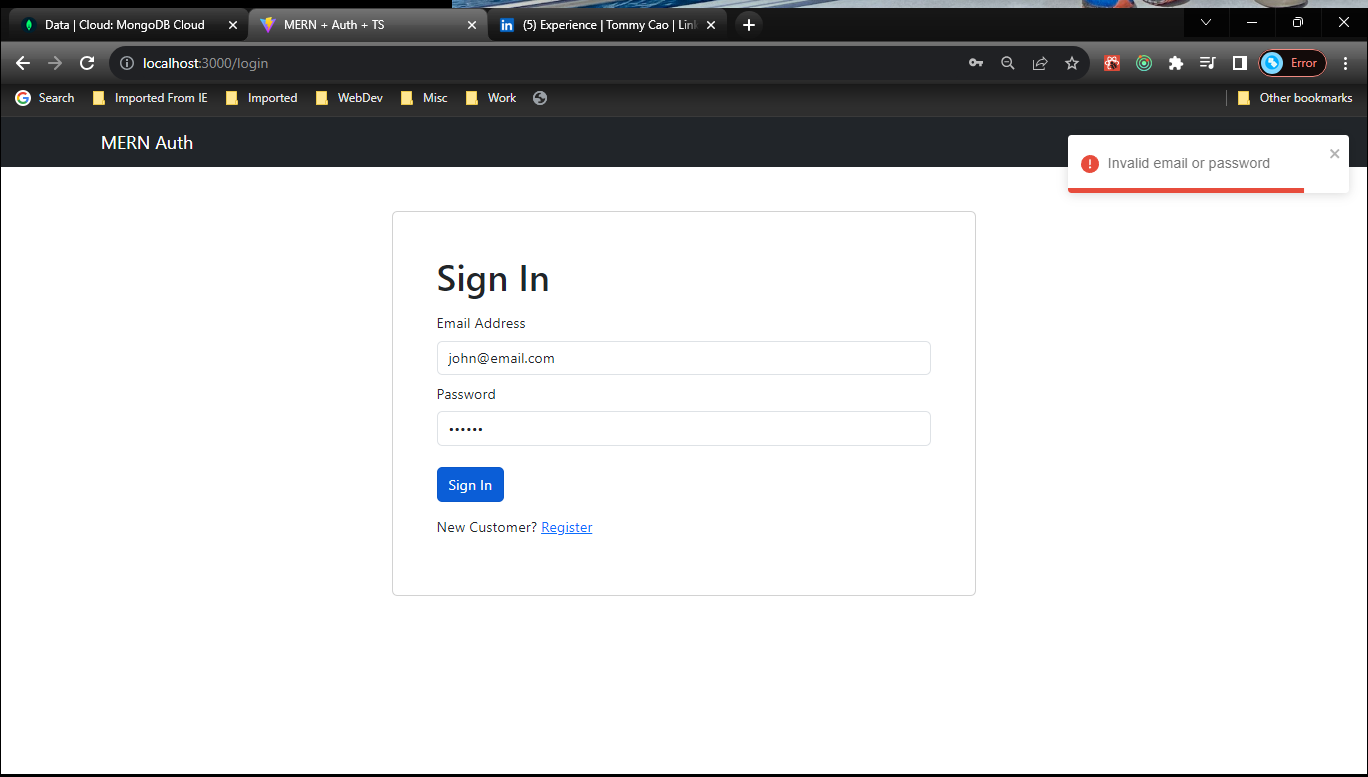 Data | Cloud: MongoDB Cloud
MERN + Auth + TS
in (5) Experience | Tommy Cao | Lin
localhost:3000/login
Error
G Search
Imported From IE
Imported
WebDev
Misc
Work
Other bookmarks
MERN Auth
Invalid email or password
Sign In
Email Address
john@email.com
Password
••••••
Sign In
New Customer? Register